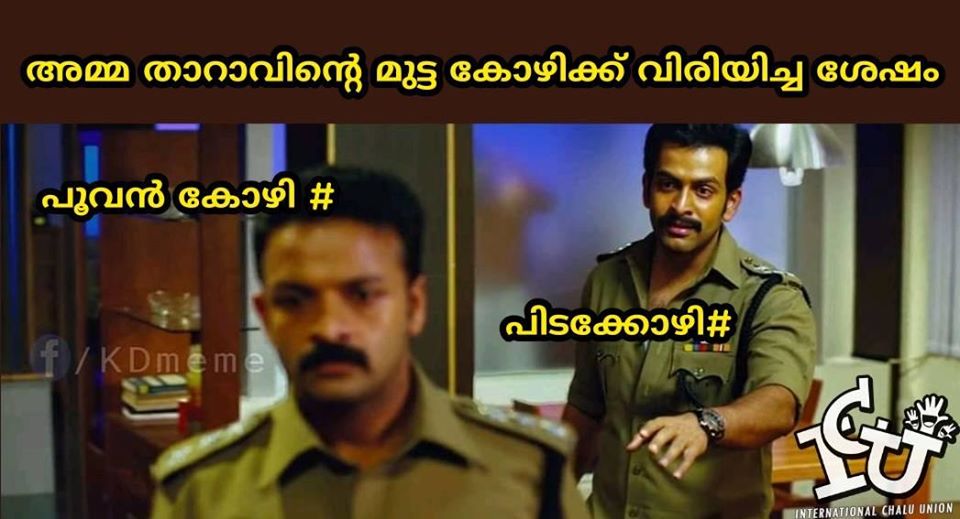 അമ്മ താറാവിന്റെ മുട്ട കോഴിക്ക് വിരിയിച്ച ശേഷം
പൂവൻ കോഴി #
പിടക്കോഴി#
f/KDmeme
ICU
INTERNATIONAL CHALU UNION